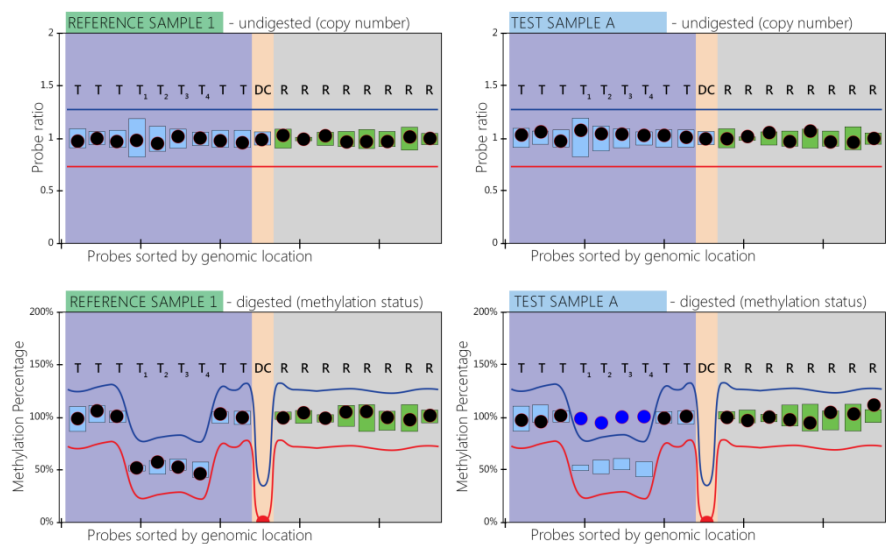 REFERENCE SAMPLE 1 - undigested (copy number)
2
1.5
1
0.5
0
Probe ratio
T T T T1 T2 T3 T4 T T DC R R R R R R R R
Probes sorted by genomic location
TEST SAMPLE A - undigested (copy number)
2
1.5
1
0.5
0
Probe ratio
T T T T1 T2 T3 T4 T T DC R R R R R R R R
Probes sorted by genomic location
REFERENCE SAMPLE 1 - digested (methylation status)
200%
150%
100%
50%
0%
Methylation Percentage
T T T T1 T2 T3 T4 T T DC R R R R R R R R
Probes sorted by genomic location
TEST SAMPLE A - digested (methylation status)
200%
150%
100%
50%
0%
Methylation Percentage
T T T T1 T2 T3 T4 T T DC R R R R R R R R
Probes sorted by genomic location